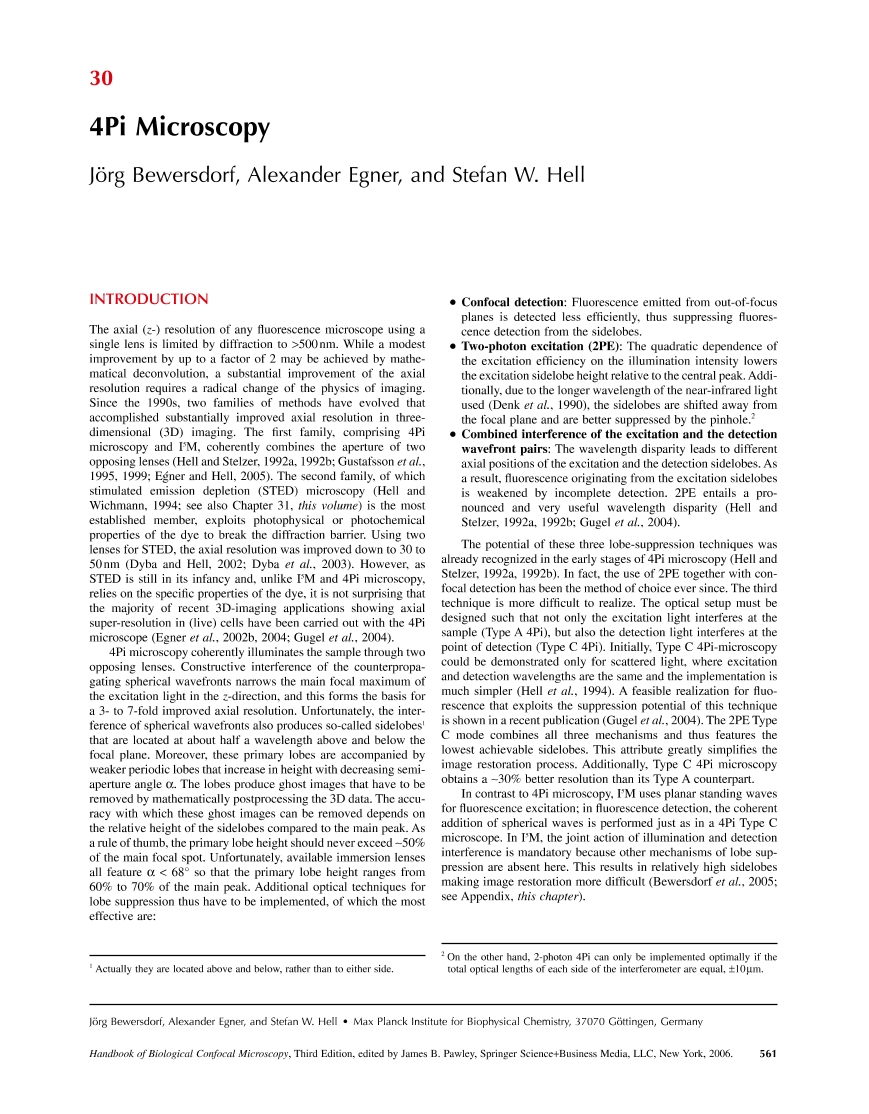 30
4Pi Microscopy
Jörg Bewersdorf, Alexander Egner, and Stefan W. Hell
INTRODUCTION
The axial (z-) resolution of any fluorescence microscope using a
single lens is limited by diffraction to >500 nm. While a modest
improvement by up to a factor of 2 may be achieved by mathe-
matical deconvolution, a substantial improvement of the axial
resolution requires a radical change of the physics of imaging.
Since the 1990s, two families of methods have evolved that
accomplished substantially improved axial resolution in three-
dimensional (3D) imaging. The first family, comprising 4Pi
microscopy and I⁵M, coherently combines the aperture of two
opposing lenses (Hell and Stelzer, 1992a, 1992b; Gustafsson et al.,
1995, 1999; Egner and Hell, 2005). The second family, of which
stimulated emission depletion (STED) microscopy (Hell and
Wichmann, 1994; see also Chapter 31, this volume) is the most
established member, exploits photophysical or photochemical
properties of the dye to break the diffraction barrier. Using two
lenses for STED, the axial resolution was improved down to 30 to
50 nm (Dyba and Hell, 2002; Dyba et al., 2003). However, as
STED is still in its infancy and, unlike I⁵M and 4Pi microscopy,
relies on the specific properties of the dye, it is not surprising that
the majority of recent 3D-imaging applications showing axial
super-resolution in (live) cells have been carried out with the 4Pi
microscope (Egner et al., 2002b, 2004; Gugel et al., 2004).
4Pi microscopy coherently illuminates the sample through two
opposing lenses. Constructive interference of the counterpropa-
gating spherical wavefronts narrows the main focal maximum of
the excitation light in the z-direction, and this forms the basis for
a 3- to 7-fold improved axial resolution. Unfortunately, the inter-
ference of spherical wavefronts also produces so-called sidelobes¹
that are located at about half a wavelength above and below the
focal plane. Moreover, these primary lobes are accompanied by
weaker periodic lobes that increase in height with decreasing semi-
aperture angle α. The lobes produce ghost images that have to be
removed by mathematically postprocessing the 3D data. The accu-
racy with which these ghost images can be removed depends on
the relative height of the sidelobes compared to the main peak. As
a rule of thumb, the primary lobe height should never exceed ~50%
of the main focal spot. Unfortunately, available immersion lenses
all feature α < 68° so that the primary lobe height ranges from
60% to 70% of the main peak. Additional optical techniques for
lobe suppression thus have to be implemented, of which the most
effective are:
¹ Actually they are located above and below, rather than to either side.
• Confocal detection: Fluorescence emitted from out-of-focus
planes is detected less efficiently, thus suppressing fluores-
cence detection from the sidelobes.
• Two-photon excitation (2PE): The quadratic dependence of
the excitation efficiency on the illumination intensity lowers
the excitation sidelobe height relative to the central peak. Addi-
tionally, due to the longer wavelength of the near-infrared light
used (Denk et al., 1990), the sidelobes are shifted away from
the focal plane and are better suppressed by the pinhole.²
• Combined interference of the excitation and the detection
wavefront pairs: The wavelength disparity leads to different
axial positions of the excitation and the detection sidelobes. As
a result, fluorescence originating from the excitation sidelobes
is weakened by incomplete detection. 2PE entails a pro-
nounced and very useful wavelength disparity (Hell and
Stelzer, 1992a, 1992b; Gugel et al., 2004).
The potential of these three lobe-suppression techniques was
already recognized in the early stages of 4Pi microscopy (Hell and
Stelzer, 1992a, 1992b). In fact, the use of 2PE together with con-
focal detection has been the method of choice ever since. The third
technique is more difficult to realize. The optical setup must be
designed such that not only the excitation light interferes at the
sample (Type A 4Pi), but also the detection light interferes at the
point of detection (Type C 4Pi). Initially, Type C 4Pi-microscopy
could be demonstrated only for scattered light, where excitation
and detection wavelengths are the same and the implementation is
much simpler (Hell et al., 1994). A feasible realization for fluo-
rescence that exploits the suppression potential of this technique
is shown in a recent publication (Gugel et al., 2004). The 2PE Type
C mode combines all three mechanisms and thus features the
lowest achievable sidelobes. This attribute greatly simplifies the
image restoration process. Additionally, Type C 4Pi microscopy
obtains a ~30% better resolution than its Type A counterpart.
In contrast to 4Pi microscopy, I⁵M uses planar standing waves
for fluorescence excitation; in fluorescence detection, the coherent
addition of spherical waves is performed just as in a 4Pi Type C
microscope. In I⁵M, the joint action of illumination and detection
interference is mandatory because other mechanisms of lobe sup-
pression are absent here. This results in relatively high sidelobes
making image restoration more difficult (Bewersdorf et al., 2005;
see Appendix, this chapter).
² On the other hand, 2-photon 4Pi can only be implemented optimally if the
total optical lengths of each side of the interferometer are equal, ±10 μm.
Jörg Bewersdorf, Alexander Egner, and Stefan W. Hell • Max Planck Institute for Biophysical Chemistry, 37070 Göttingen, Germany
Handbook of Biological Confocal Microscopy, Third Edition, edited by James B. Pawley, Springer Science+Business Media, LLC, New York, 2006. 561